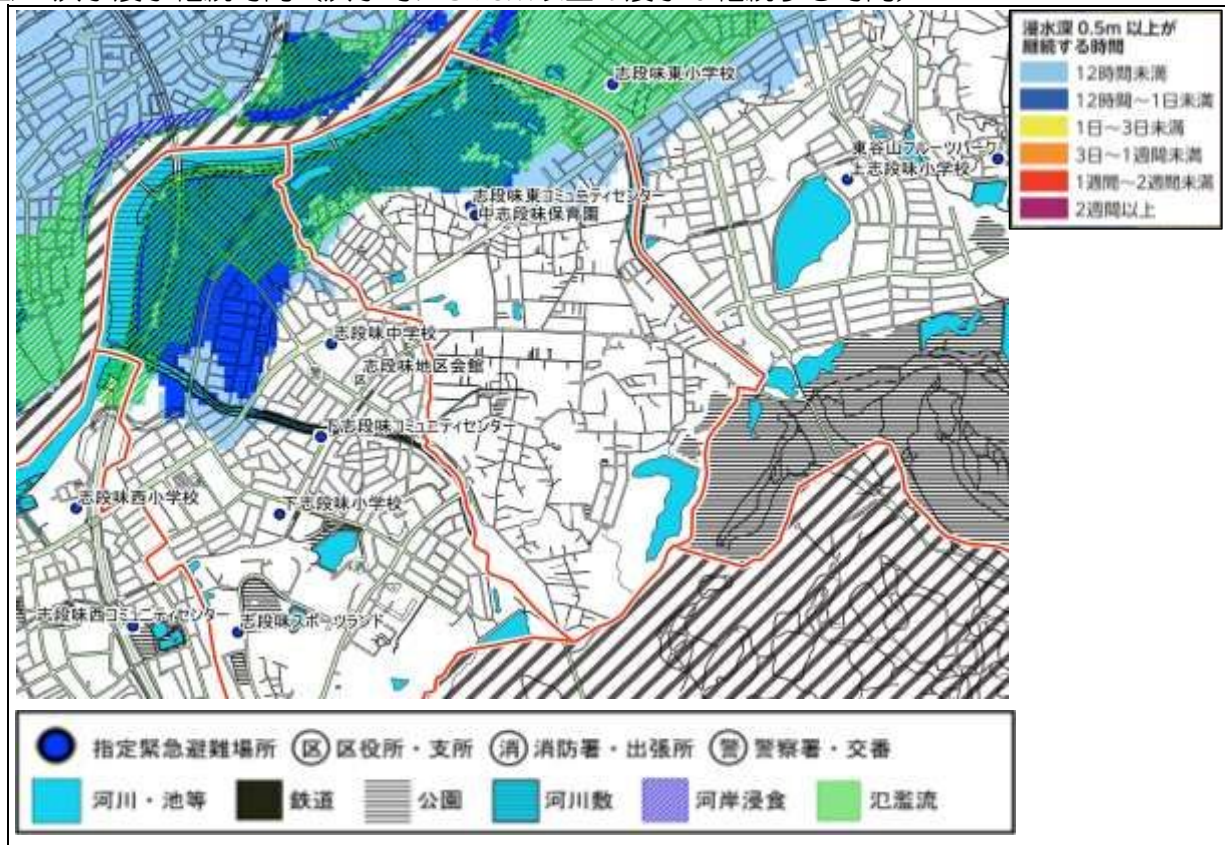 浸水深 0.5m 以上が
継続する時間
12時間未満
12時間～1日未満
1日～3日未満
3日～1週間未満
1週間～2週間未満
2週間以上
志段味東小学校
東谷山フルーツパーク
上志段味小学校
志段味東コミュニティセンター
中志段味保育園
志段味中学校
志段味地区会館
下志段味コミュニティセンター
志段味西小学校
下志段味小学校
志段味西コミュニティセンター
志段味スポーツランド
指定緊急避難場所 区 区役所・支所 消 消防署・出張所 警 警察署・交番
河川・池等 鉄道 公園 河川敷 河岸浸食 氾濫流